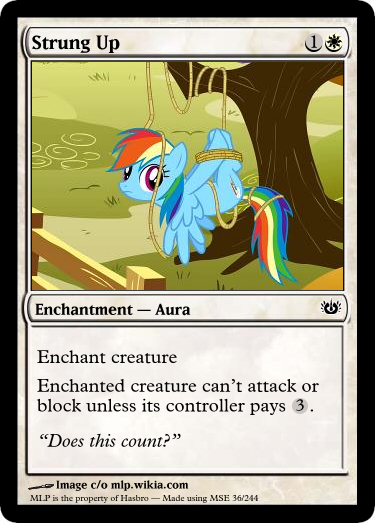 Strung Up 1
Enchantment — Aura
Enchant creature
Enchanted creature can't attack or
block unless its controller pays 3.
“Does this count?”
Image c/o mlp.wikia.com
MLP is the property of Hasbro — Made using MSE 36/244